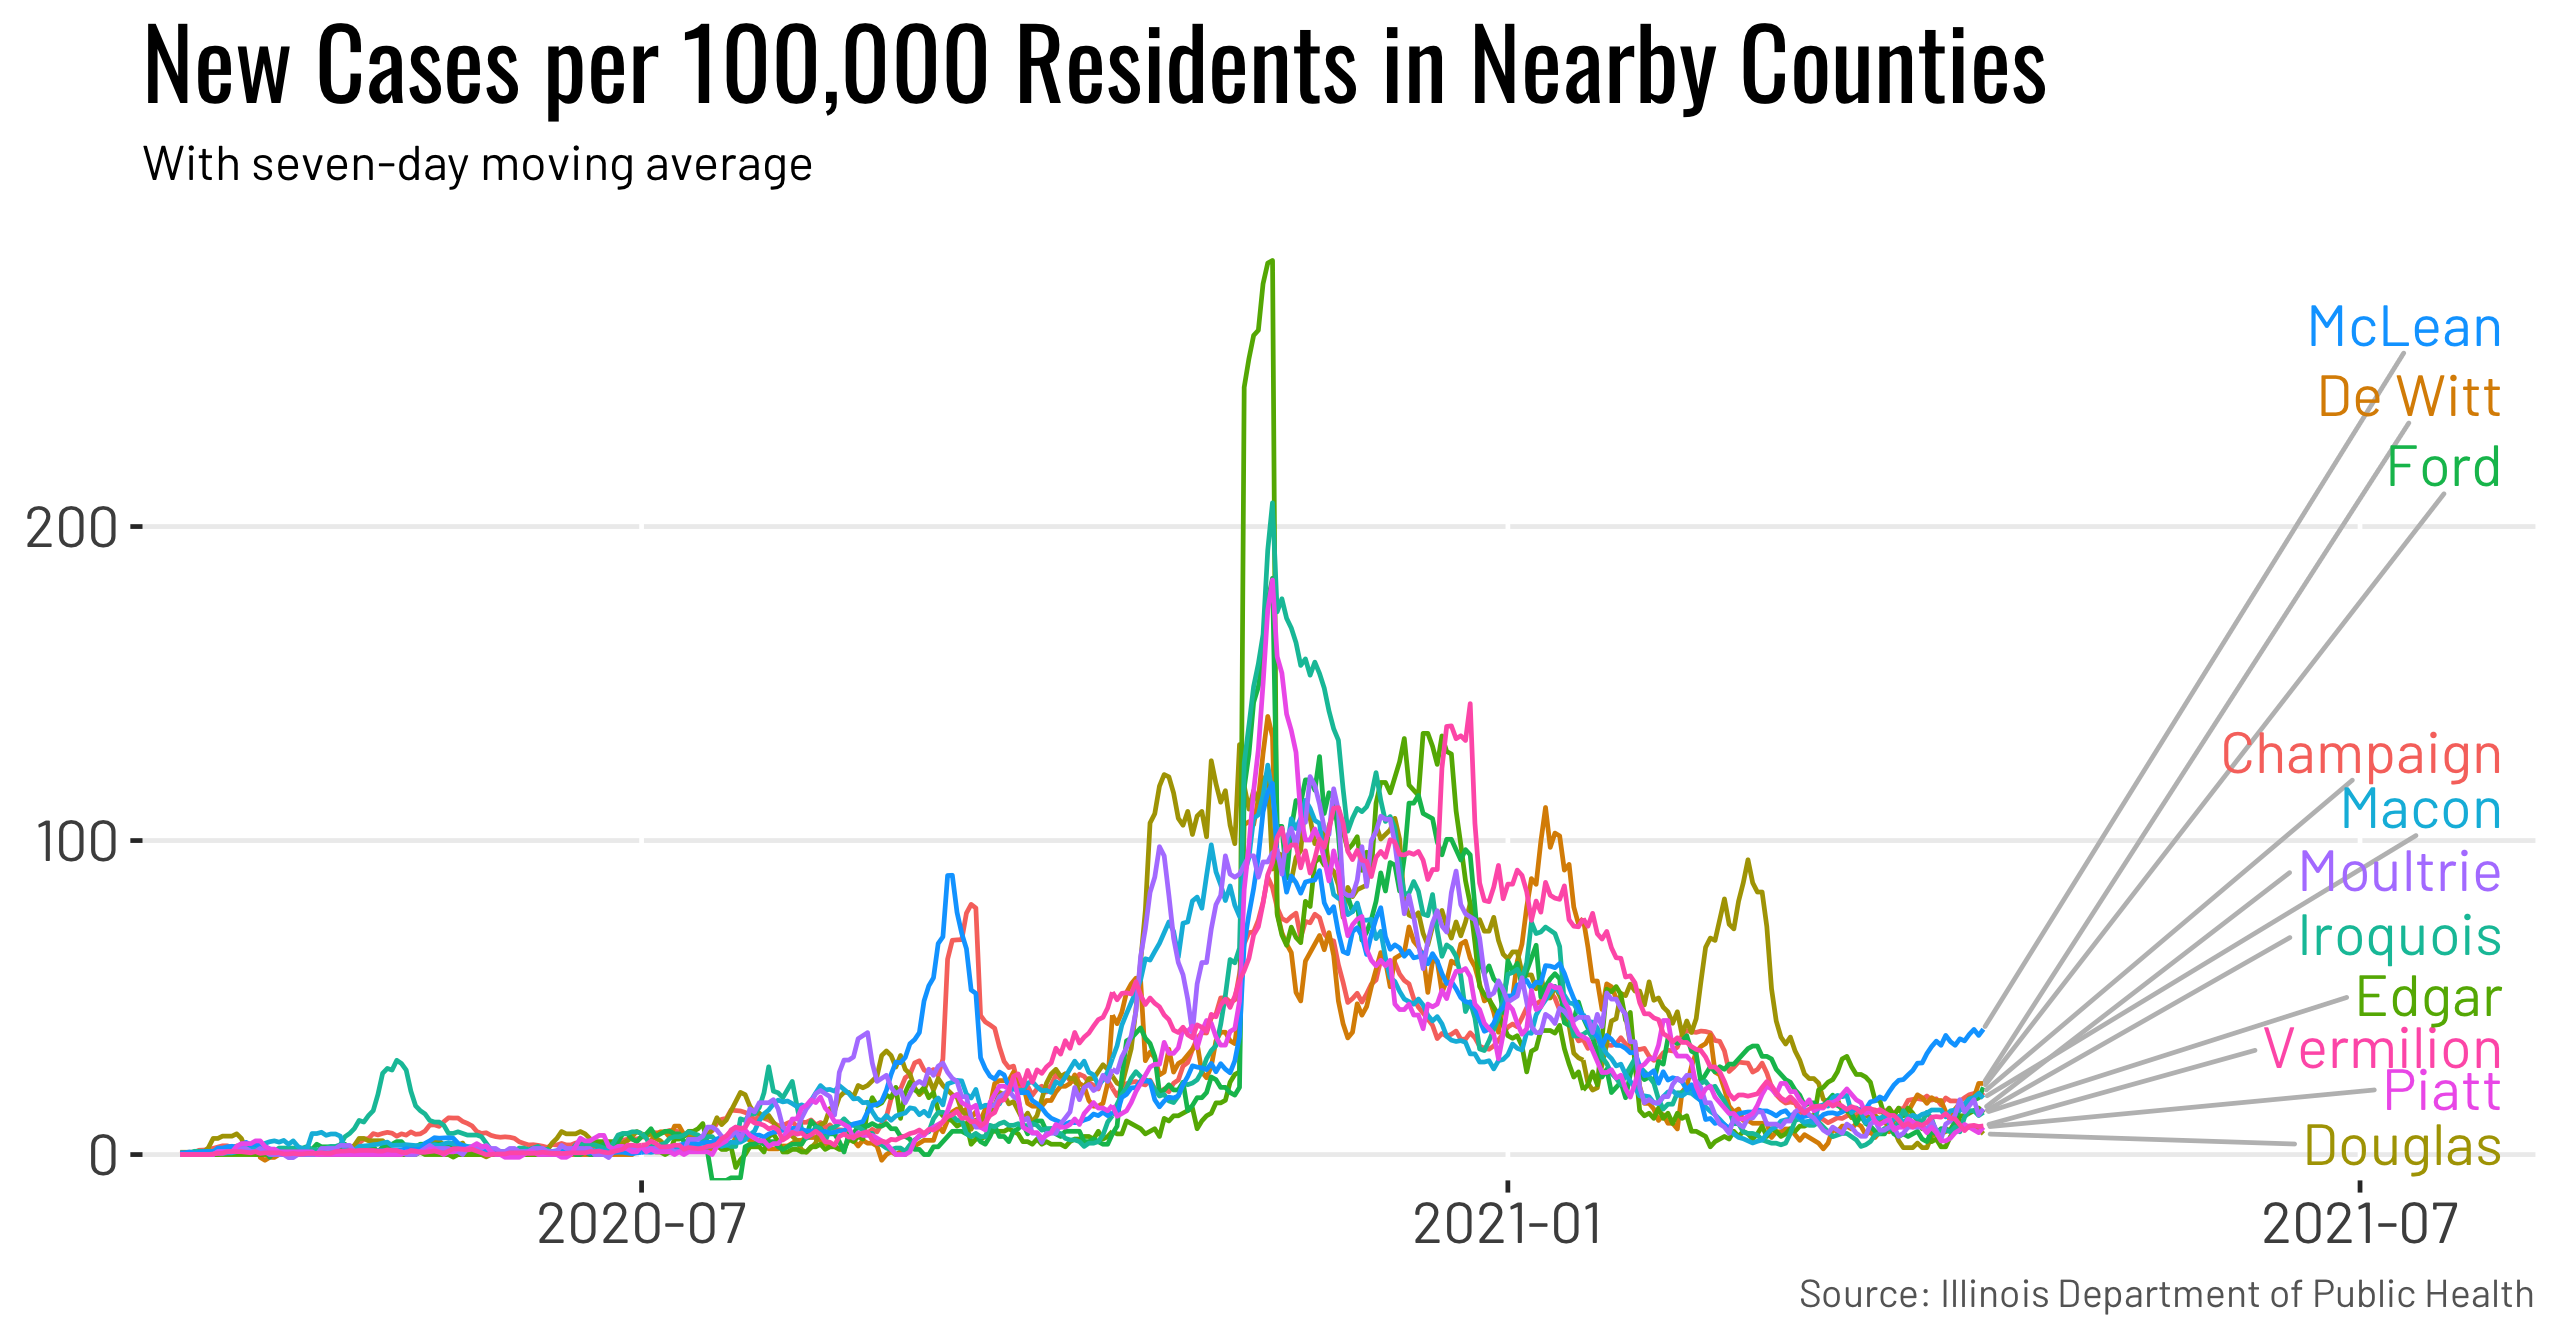 New Cases per 100,000 Residents in Nearby Counties
With seven-day moving average
McLean
De Witt
Ford
200
Champaign
Macon
100
Moultrie
Iroquois
Edgar
Vermilion
Piatt
Douglas
0
2020-07
2021-01
2021-07
Source: Illinois Department of Public Health